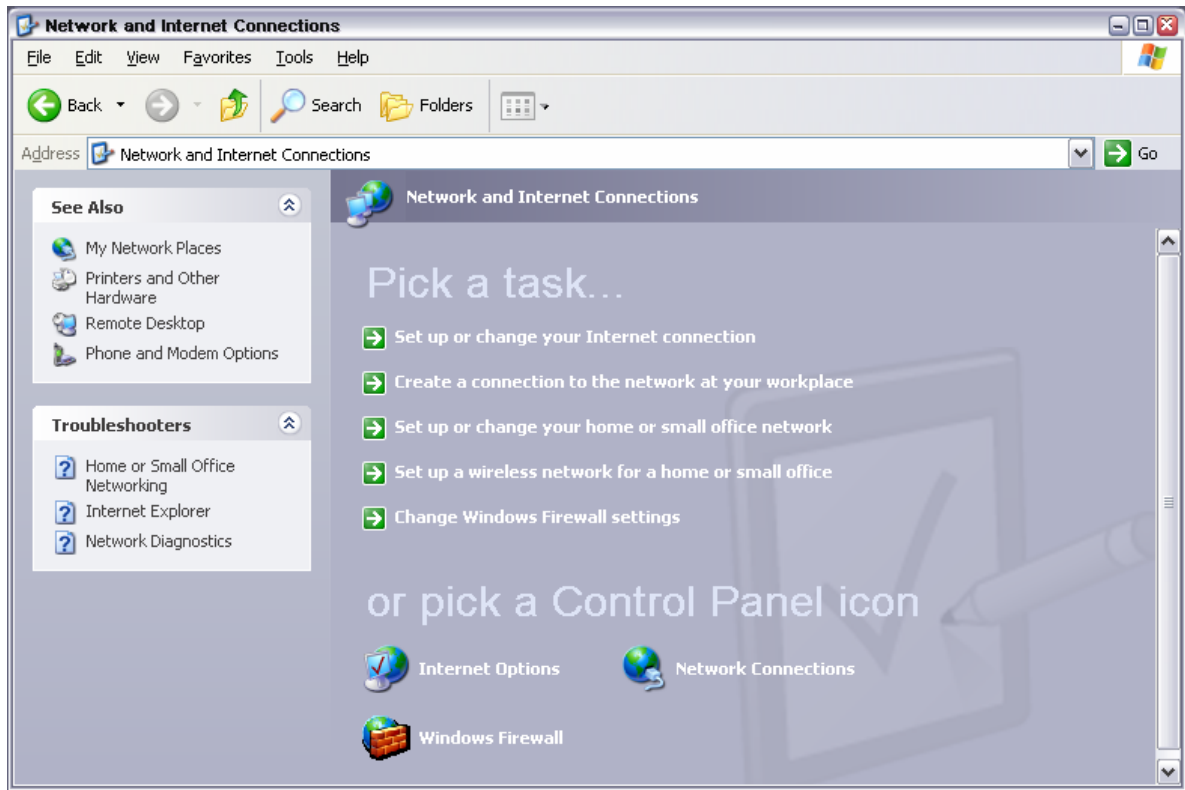 Network and Internet Connections
File Edit View Favorites Tools Help
Back Search Folders
Address Network and Internet Connections Go
See Also
My Network Places
Printers and Other
Hardware
Remote Desktop
Phone and Modem Options
Troubleshooters
Home or Small Office
Networking
Internet Explorer
Network Diagnostics
Network and Internet Connections
Pick a task...
Set up or change your Internet connection
Create a connection to the network at your workplace
Set up or change your home or small office network
Set up a wireless network for a home or small office
Change Windows Firewall settings
or pick a Control Panel icon
Internet Options Network Connections
Windows Firewall